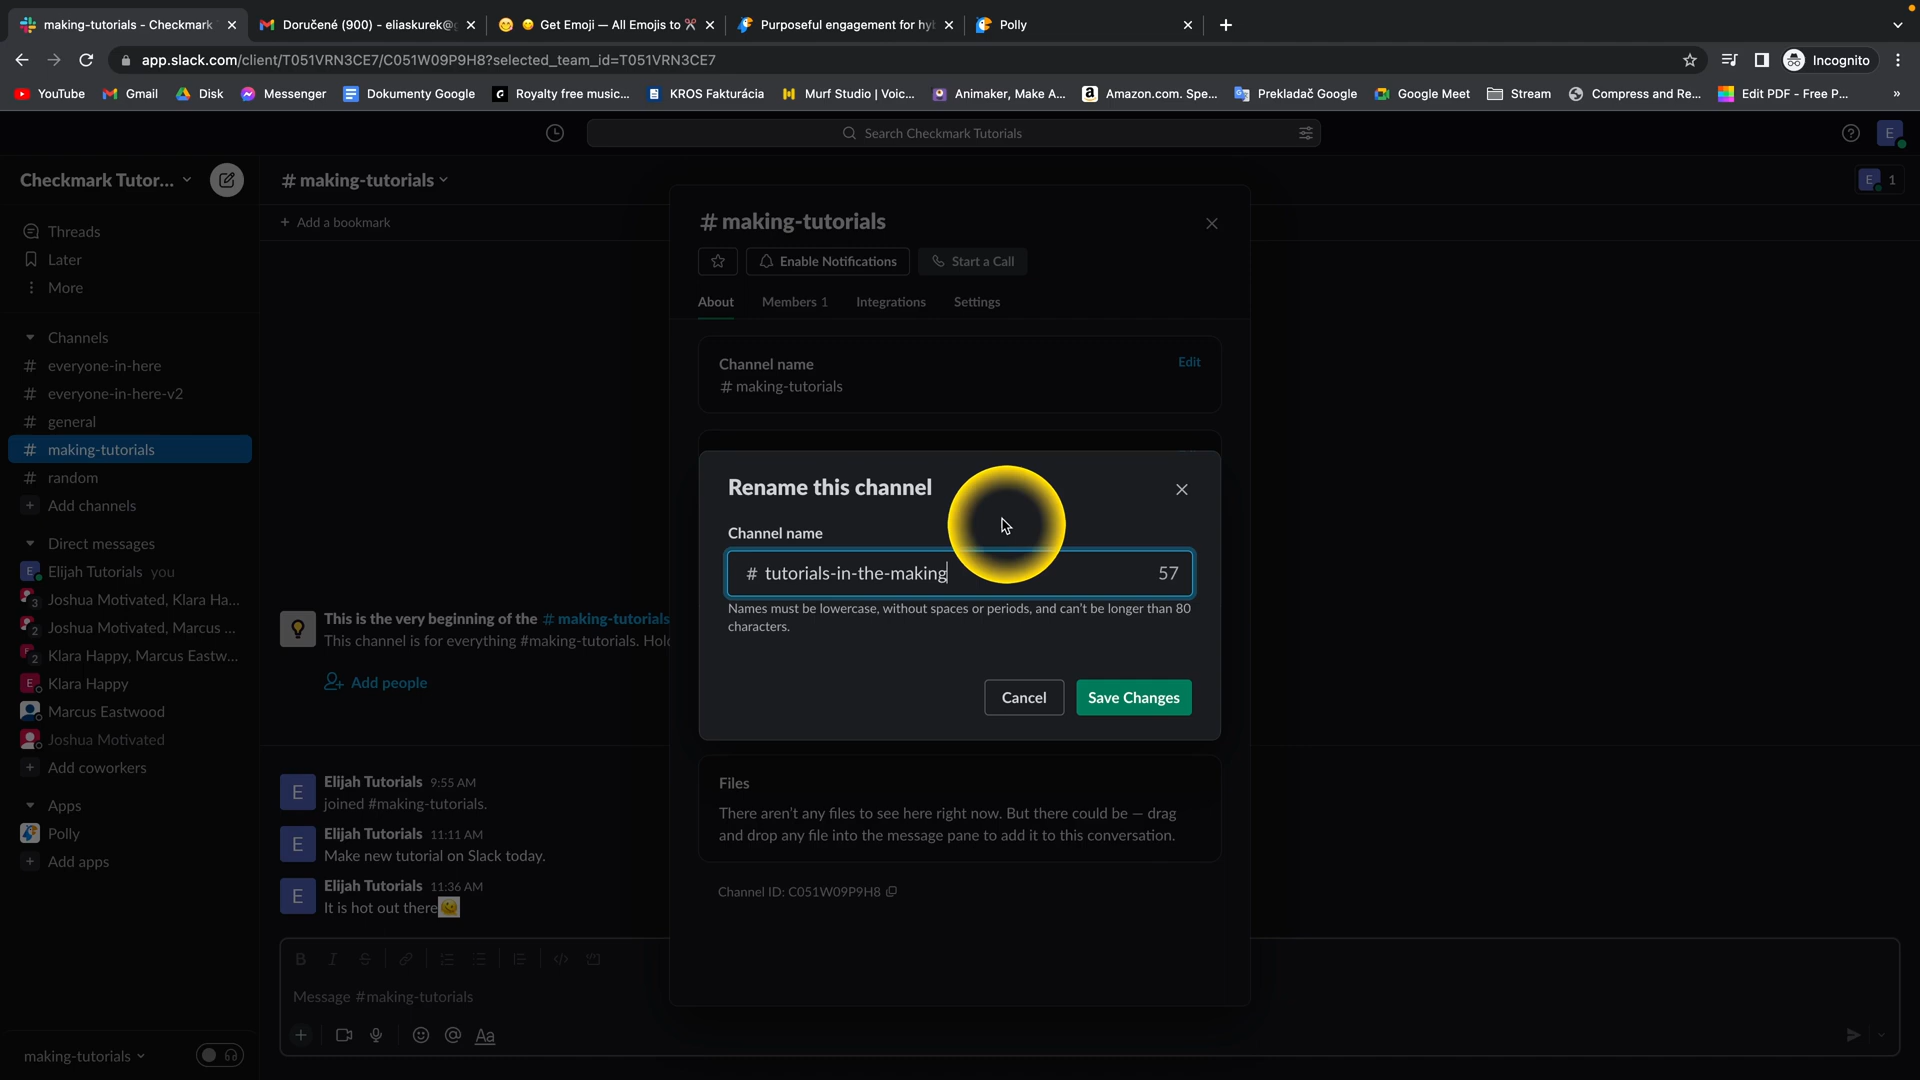 making-tutorials - Checkmark
Doručené (900) - eliaskurek@g
Get Emoji — All Emojis to ✂
Purposeful engagement for hyb
Polly
app.slack.com/client/T051VRN3CE7/C051W09P9H8?selected_team_id=T051VRN3CE7
Incognito
YouTube
Gmail
Disk
Messenger
Dokumenty Google
Royalty free music...
KROS Fakturácia
Murf Studio | Voic...
Animaker, Make A...
Amazon.com. Spe...
Prekladač Google
Google Meet
Stream
Compress and Re...
Edit PDF - Free P...
»
Search Checkmark Tutorials
E
Checkmark Tutor...
# making-tutorials
E 1
+ Add a bookmark
Threads
Later
More
Channels
# everyone-in-here
# everyone-in-here-v2
# general
# making-tutorials
# random
+ Add channels
Direct messages
E Elijah Tutorials you
3 Joshua Motivated, Klara Ha...
2 Joshua Motivated, Marcus ...
2 Klara Happy, Marcus Eastw...
E Klara Happy
Marcus Eastwood
Joshua Motivated
+ Add coworkers
Apps
Polly
+ Add apps
making-tutorials
This is the very beginning of the # making-tutorials
This channel is for everything #making-tutorials. Hold
Add people
E Elijah Tutorials 9:55 AM
joined #making-tutorials.
E Elijah Tutorials 11:11 AM
Make new tutorial on Slack today.
E Elijah Tutorials 11:36 AM
It is hot out there
Message #making-tutorials
B I S
@ Aa
# making-tutorials
Enable Notifications
Start a Call
About
Members 1
Integrations
Settings
Channel name
Edit
# making-tutorials
Rename this channel
Channel name
# tutorials-in-the-making
57
Names must be lowercase, without spaces or periods, and can't be longer than 80
characters.
Cancel
Save Changes
Files
There aren't any files to see here right now. But there could be — drag
and drop any file into the message pane to add it to this conversation.
Channel ID: C051W09P9H8